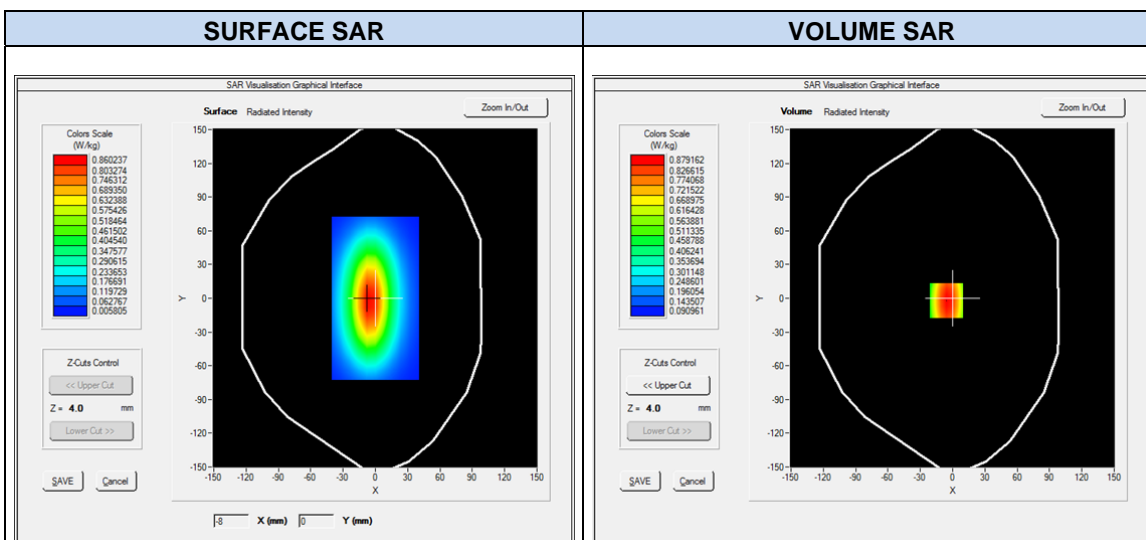 SURFACE SAR
SAR Visualisation Graphical Interface
Surface Radiated Intensity
Zoom In/Out
Colors Scale
(W/kg)
0.860237
0.803274
0.746312
0.689350
0.632388
0.575426
0.518464
0.461502
0.404540
0.347577
0.290615
0.233653
0.176691
0.119729
0.062767
0.005805
Z-Cuts Control
<< Upper Cut
Z = 4.0 mm
Lower Cut >>
SAVE Cancel
150
120
90
60
30
0
-30
-60
-90
-120
-150
Y
-150 -120 -90 -60 -30 0 30 60 90 120 150
X
-8 X (mm) 0 Y (mm)
VOLUME SAR
SAR Visualisation Graphical Interface
Volume Radiated Intensity
Zoom In/Out
Colors Scale
(W/kg)
0.879162
0.826615
0.774068
0.721522
0.668975
0.616428
0.563881
0.511335
0.458788
0.406241
0.353694
0.301148
0.248601
0.196054
0.143507
0.090961
Z-Cuts Control
<< Upper Cut
Z = 4.0 mm
Lower Cut >>
SAVE Cancel
150
120
90
60
30
0
-30
-60
-90
-120
-150
Y
-150 -120 -90 -60 -30 0 30 60 90 120 150
X